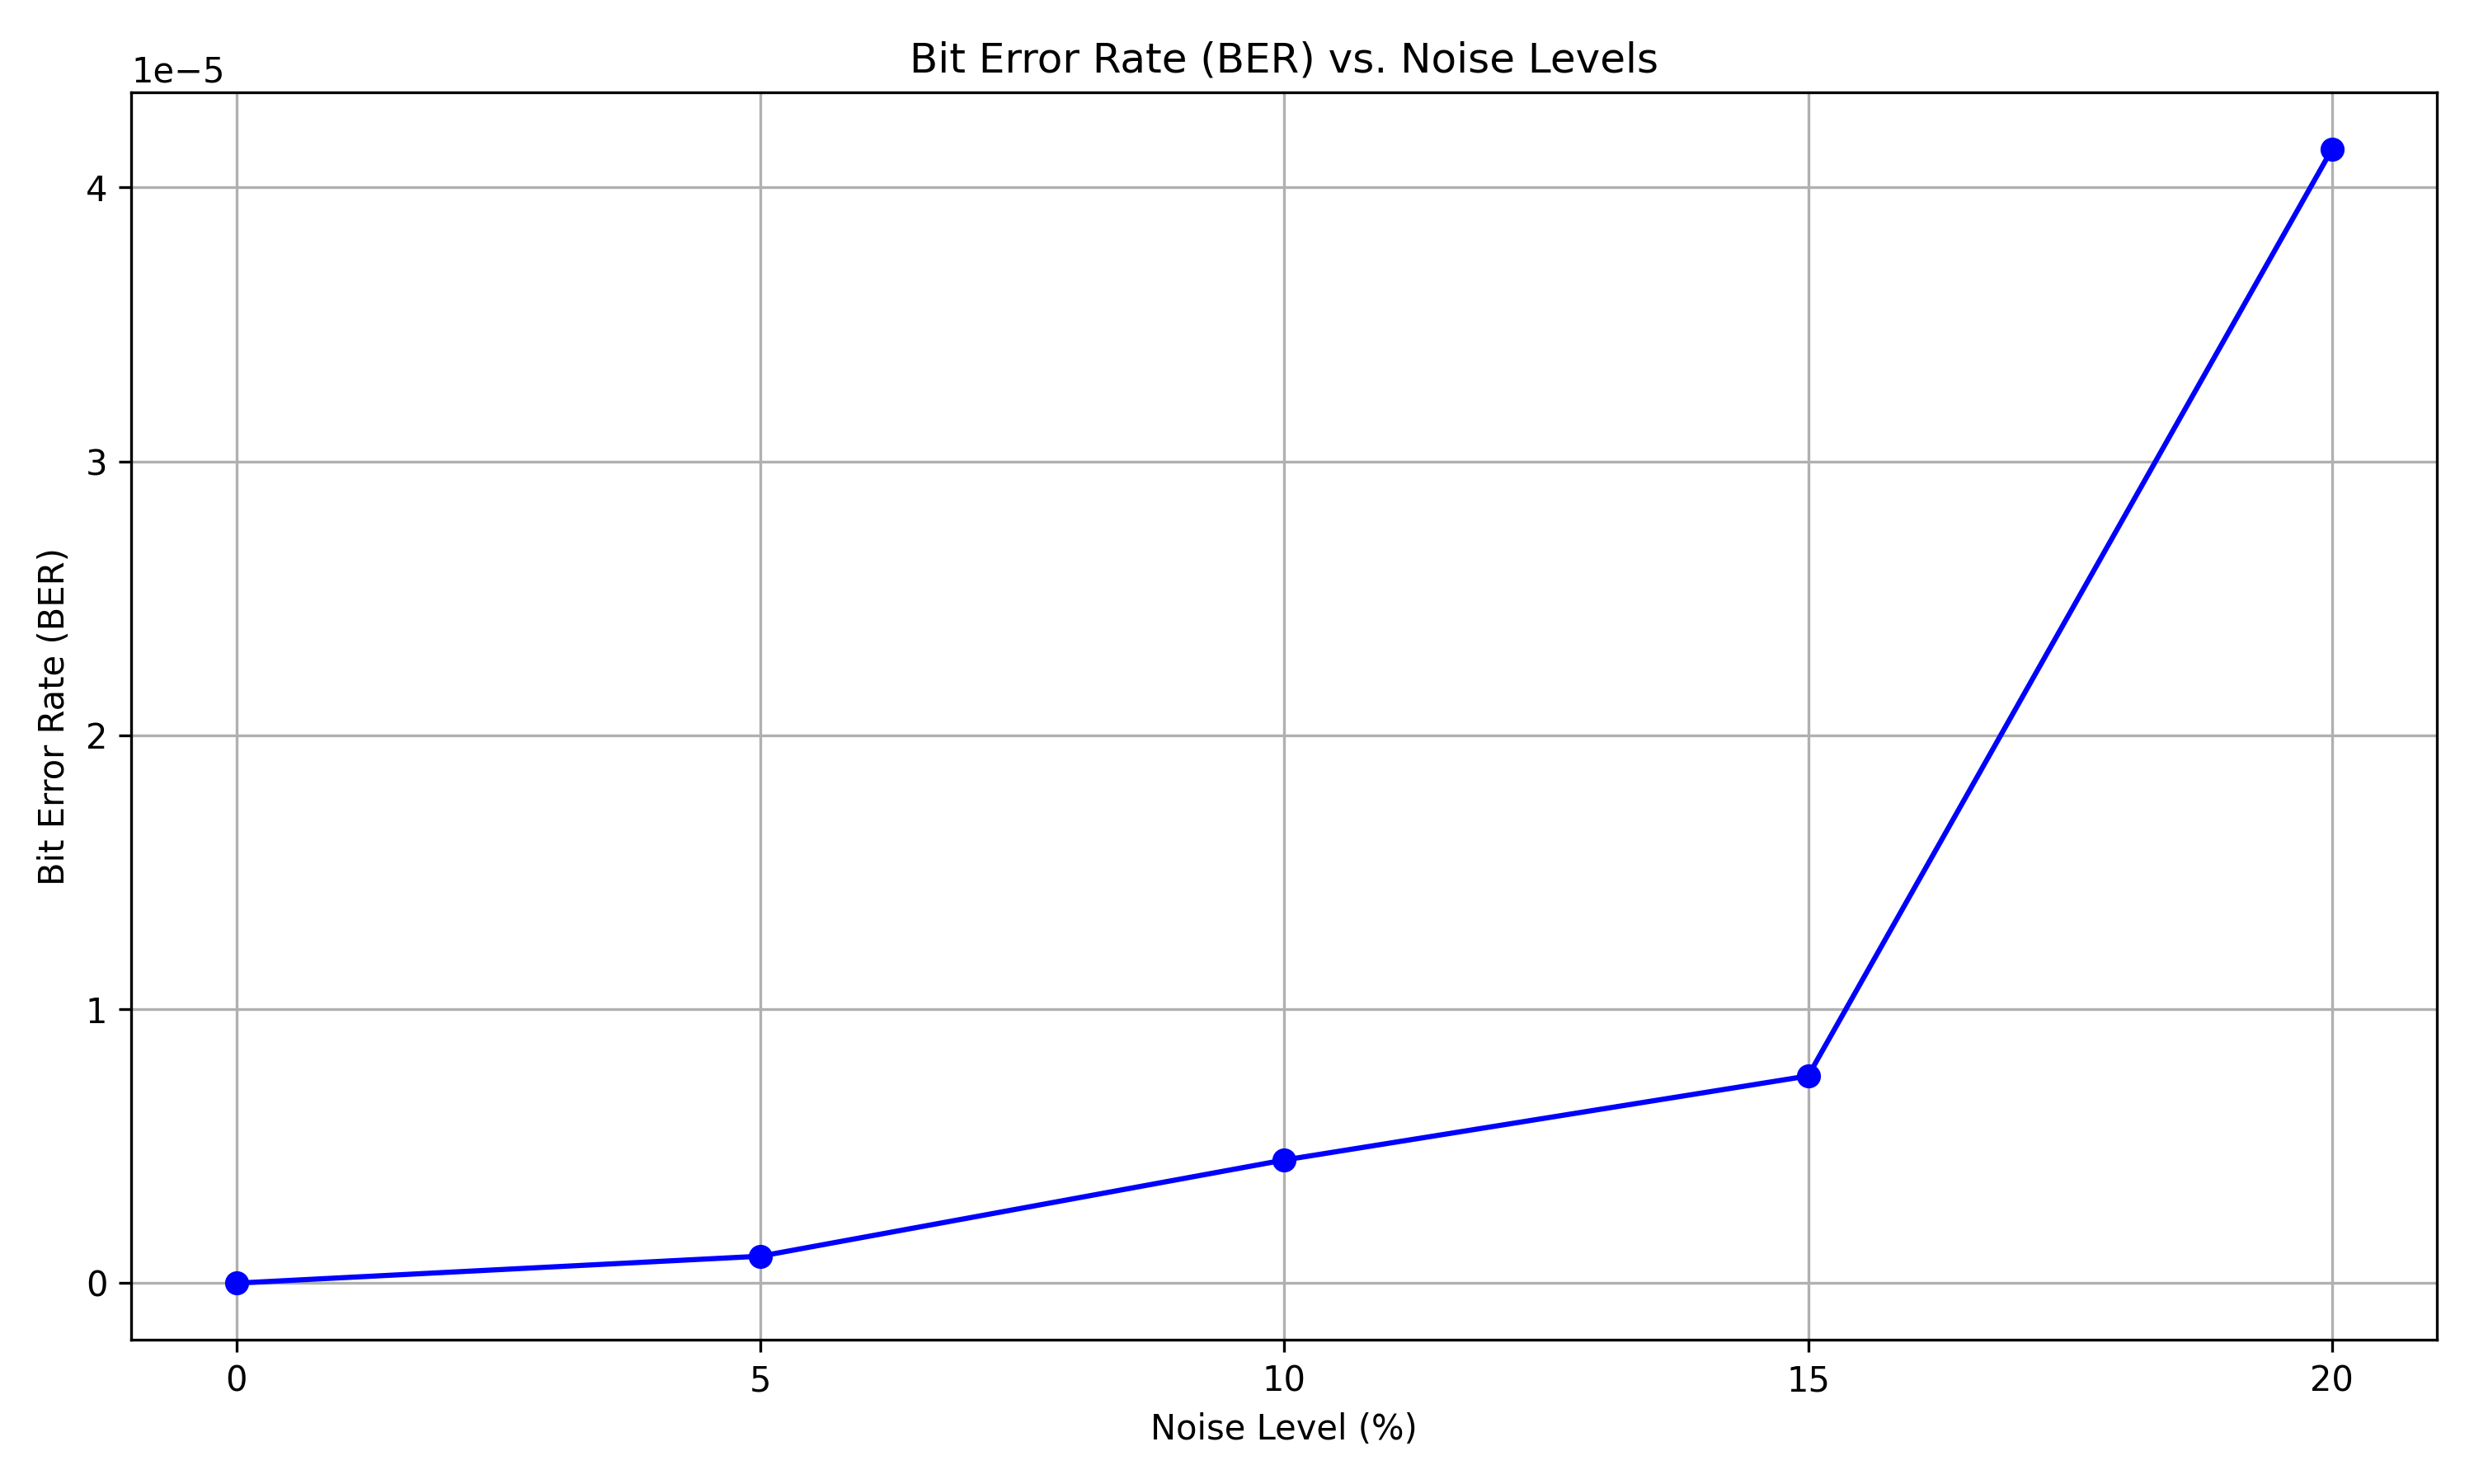 Bit Error Rate (BER) vs. Noise Levels
1e−5
4
3
2
1
0
Bit Error Rate (BER)
0 5 10 15 20
Noise Level (%)